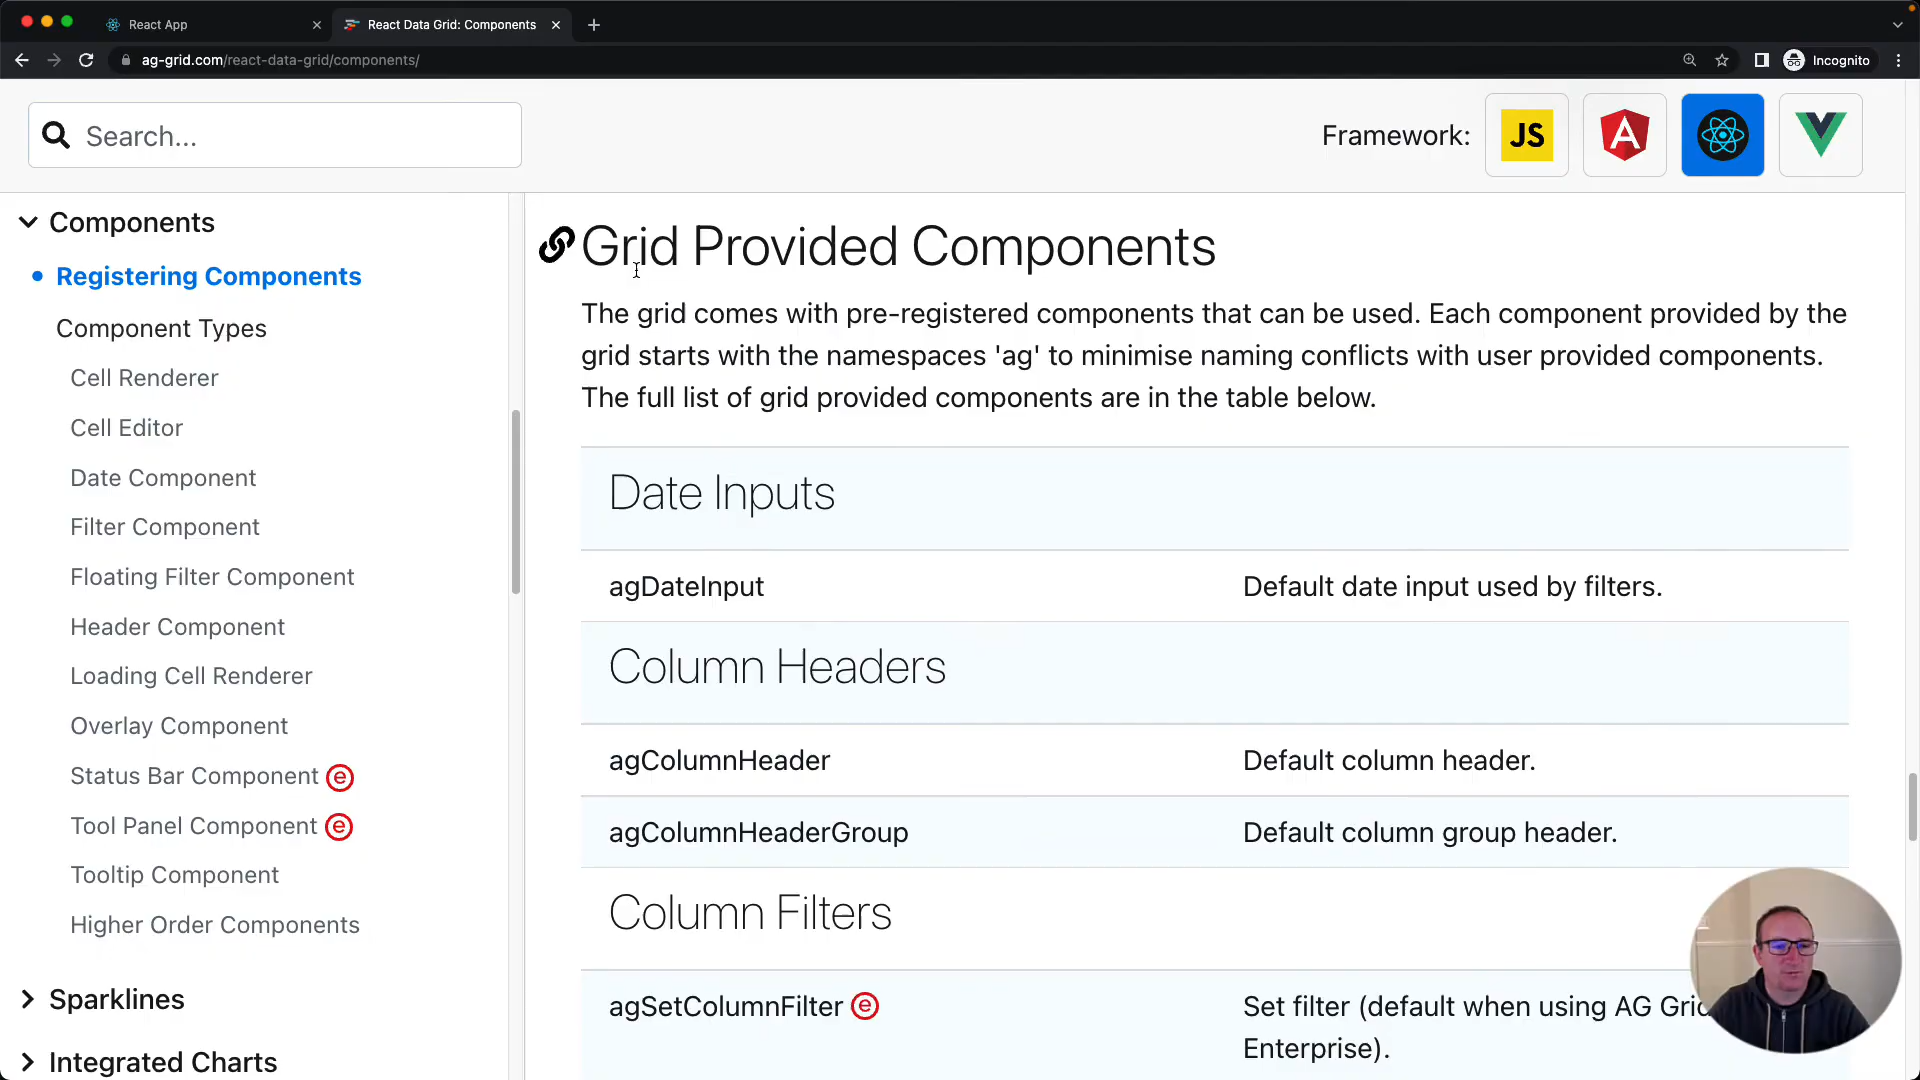 React App
React Data Grid: Components
ag-grid.com/react-data-grid/components/
Incognito
Search...
Framework:
JS
A
Components
Registering Components
Component Types
Cell Renderer
Cell Editor
Date Component
Filter Component
Floating Filter Component
Header Component
Loading Cell Renderer
Overlay Component
Status Bar Component e
Tool Panel Component e
Tooltip Component
Higher Order Components
Sparklines
Integrated Charts
Grid Provided Components
The grid comes with pre-registered components that can be used. Each component provided by the
grid starts with the namespaces 'ag' to minimise naming conflicts with user provided components.
The full list of grid provided components are in the table below.
Date Inputs
agDateInput
Default date input used by filters.
Column Headers
agColumnHeader
Default column header.
agColumnHeaderGroup
Default column group header.
Column Filters
agSetColumnFilter e
Set filter (default when using AG Grid
Enterprise).